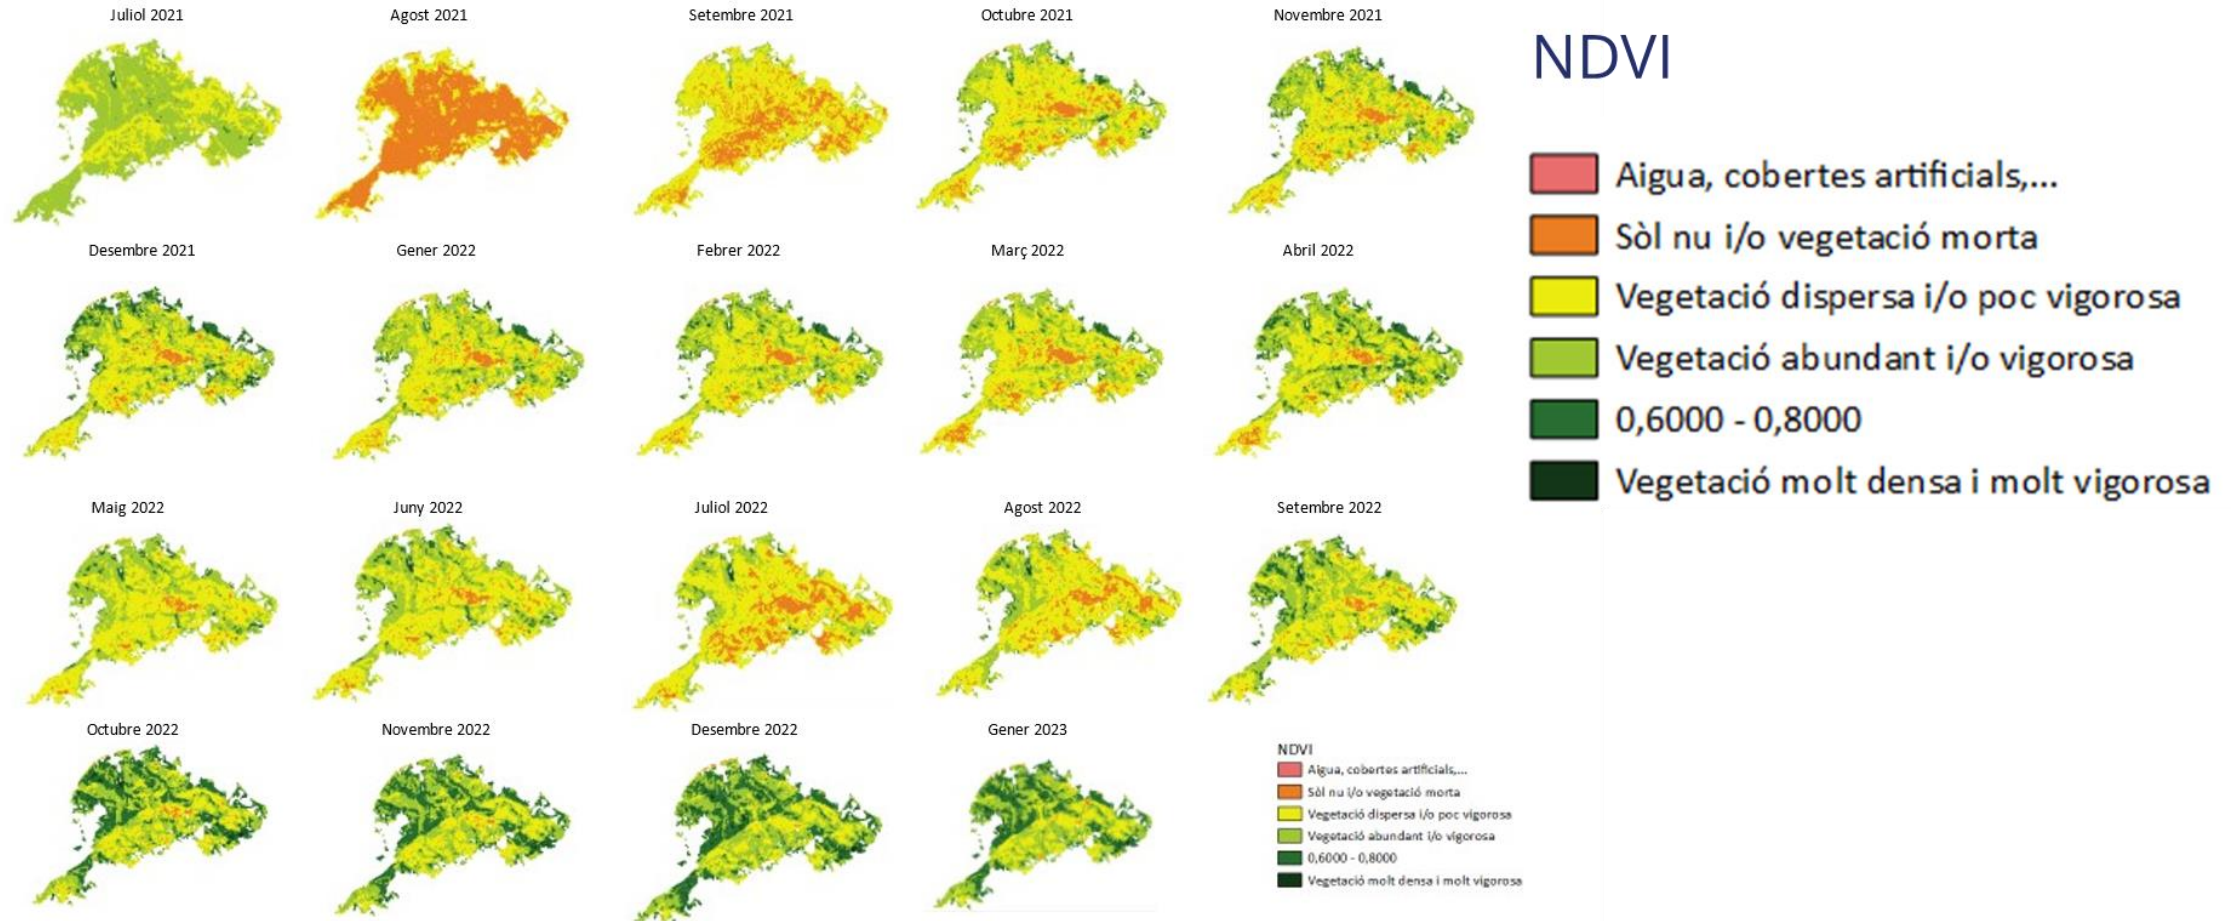 Juliol 2021
Agost 2021
Setembre 2021
Octubre 2021
Novembre 2021
NDVI
Aigua, cobertes artificials,...
Sòl nu i/o vegetació morta
Vegetació dispersa i/o poc vigorosa
Vegetació abundant i/o vigorosa
0,6000 - 0,8000
Vegetació molt densa i molt vigorosa
Desembre 2021
Gener 2022
Febrer 2022
Març 2022
Abril 2022
Maig 2022
Juny 2022
Juliol 2022
Agost 2022
Setembre 2022
Octubre 2022
Novembre 2022
Desembre 2022
Gener 2023
NDVI
Aigua, cobertes artificials,...
Sòl nu i/o vegetació morta
Vegetació dispersa i/o poc vigorosa
Vegetació abundant i/o vigorosa
0,6000 - 0,8000
Vegetació molt densa i molt vigorosa